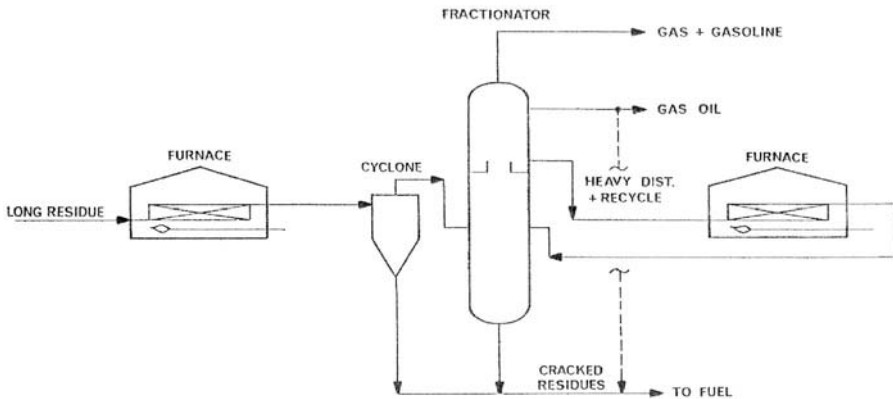 FRACTIONATOR
GAS + GASOLINE
GAS OIL
FURNACE
CYCLONE
HEAVY DIST.
+ RECYCLE
FURNACE
LONG RESIDUE
CRACKED
RESIDUES
TO FUEL